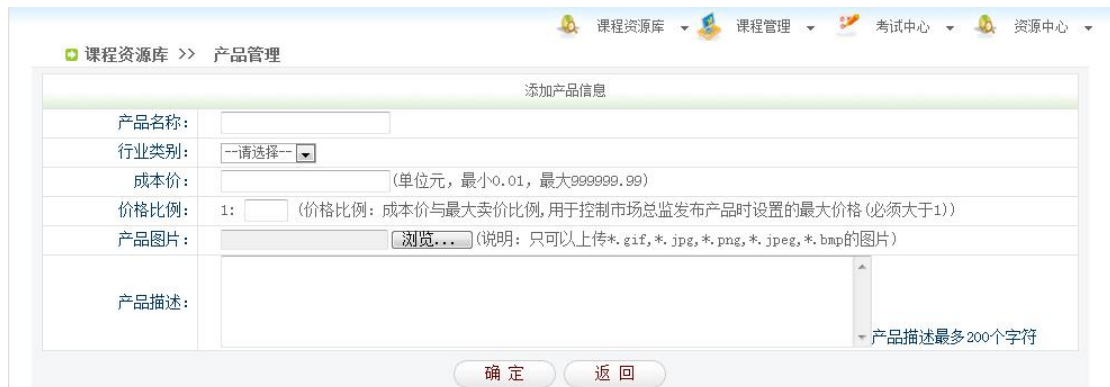 课程资源库 课程管理 考试中心 资源中心
课程资源库 >> 产品管理
添加产品信息
产品名称：
行业类别： --请选择--
成本价： (单位元，最小0.01，最大999999.99)
价格比例： 1: (价格比例：成本价与最大卖价比例,用于控制市场总监发布产品时设置的最大价格(必须大于1))
产品图片： 浏览... (说明：只可以上传*.gif,*.jpg,*.png,*.jpeg,*.bmp的图片)
产品描述： 产品描述最多200个字符
确 定 返 回